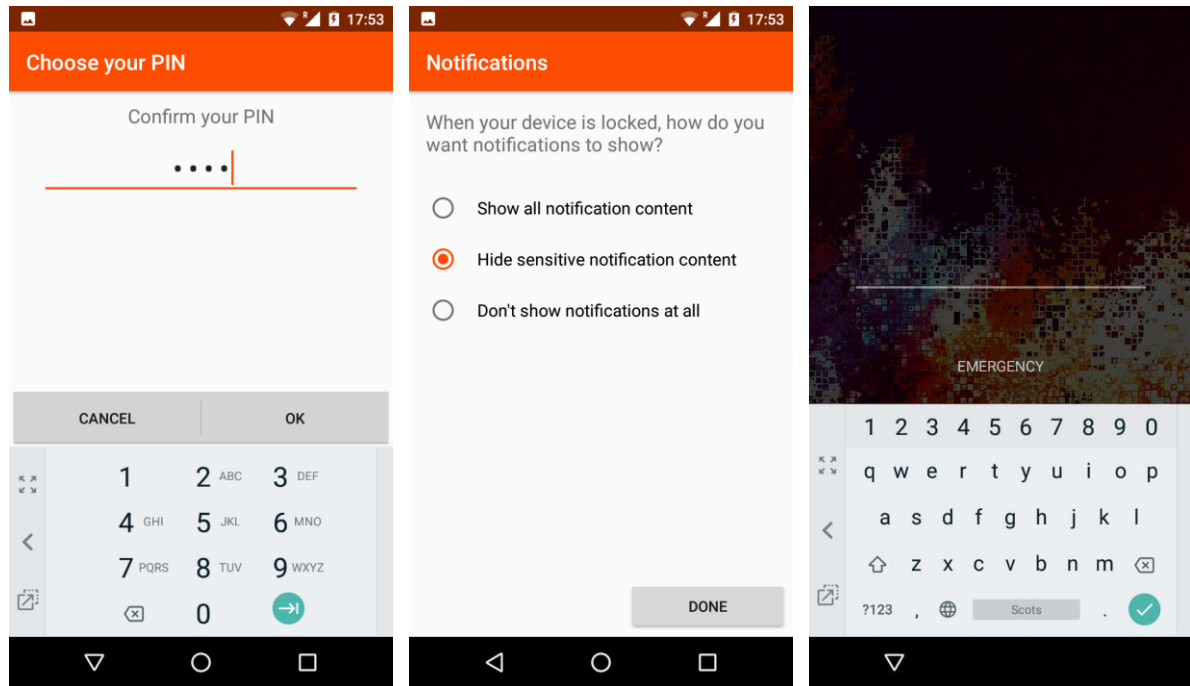 R 17:53
Choose your PIN
Confirm your PIN
CANCEL OK
1 2 ABC 3 DEF
4 GHI 5 JKL 6 MNO
7 PQRS 8 TUV 9 WXYZ
0
R 17:53
Notifications
When your device is locked, how do you
want notifications to show?
Show all notification content
Hide sensitive notification content
Don't show notifications at all
DONE
EMERGENCY
1 2 3 4 5 6 7 8 9 0
q w e r t y u i o p
a s d f g h j k l
z x c v b n m
?123 , Scots .